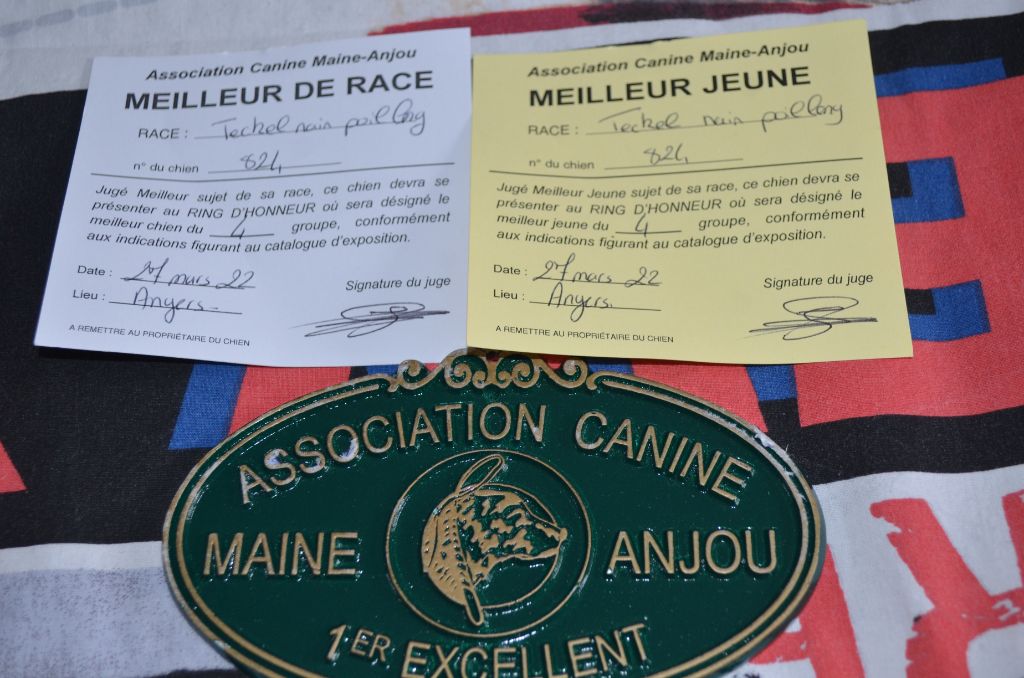 Association Canine Maine-Anjou
MEILLEUR DE RACE
RACE : Teckel nain poil long
n° du chien 824
Jugé Meilleur sujet de sa race, ce chien devra se
présenter au RING D'HONNEUR où sera désigné le
meilleur chien du 4 groupe, conformément
aux indications figurant au catalogue d'exposition.
Date : 27 mars 22
Signature du juge
Lieu : Angers
A REMETTRE AU PROPRIÉTAIRE DU CHIEN
Association Canine Maine-Anjou
MEILLEUR JEUNE
RACE : Teckel nain poil long
n° du chien 824
Jugé Meilleur Jeune sujet de sa race, ce chien devra se
présenter au RING D'HONNEUR où sera désigné le
meilleur jeune du 4 groupe, conformément
aux indications figurant au catalogue d'exposition.
Date : 27 mars 22
Signature du juge
Lieu : Angers
A REMETTRE AU PROPRIÉTAIRE DU CHIEN
ASSOCIATION CANINE
MAINE ANJOU
1ER EXCELLENT